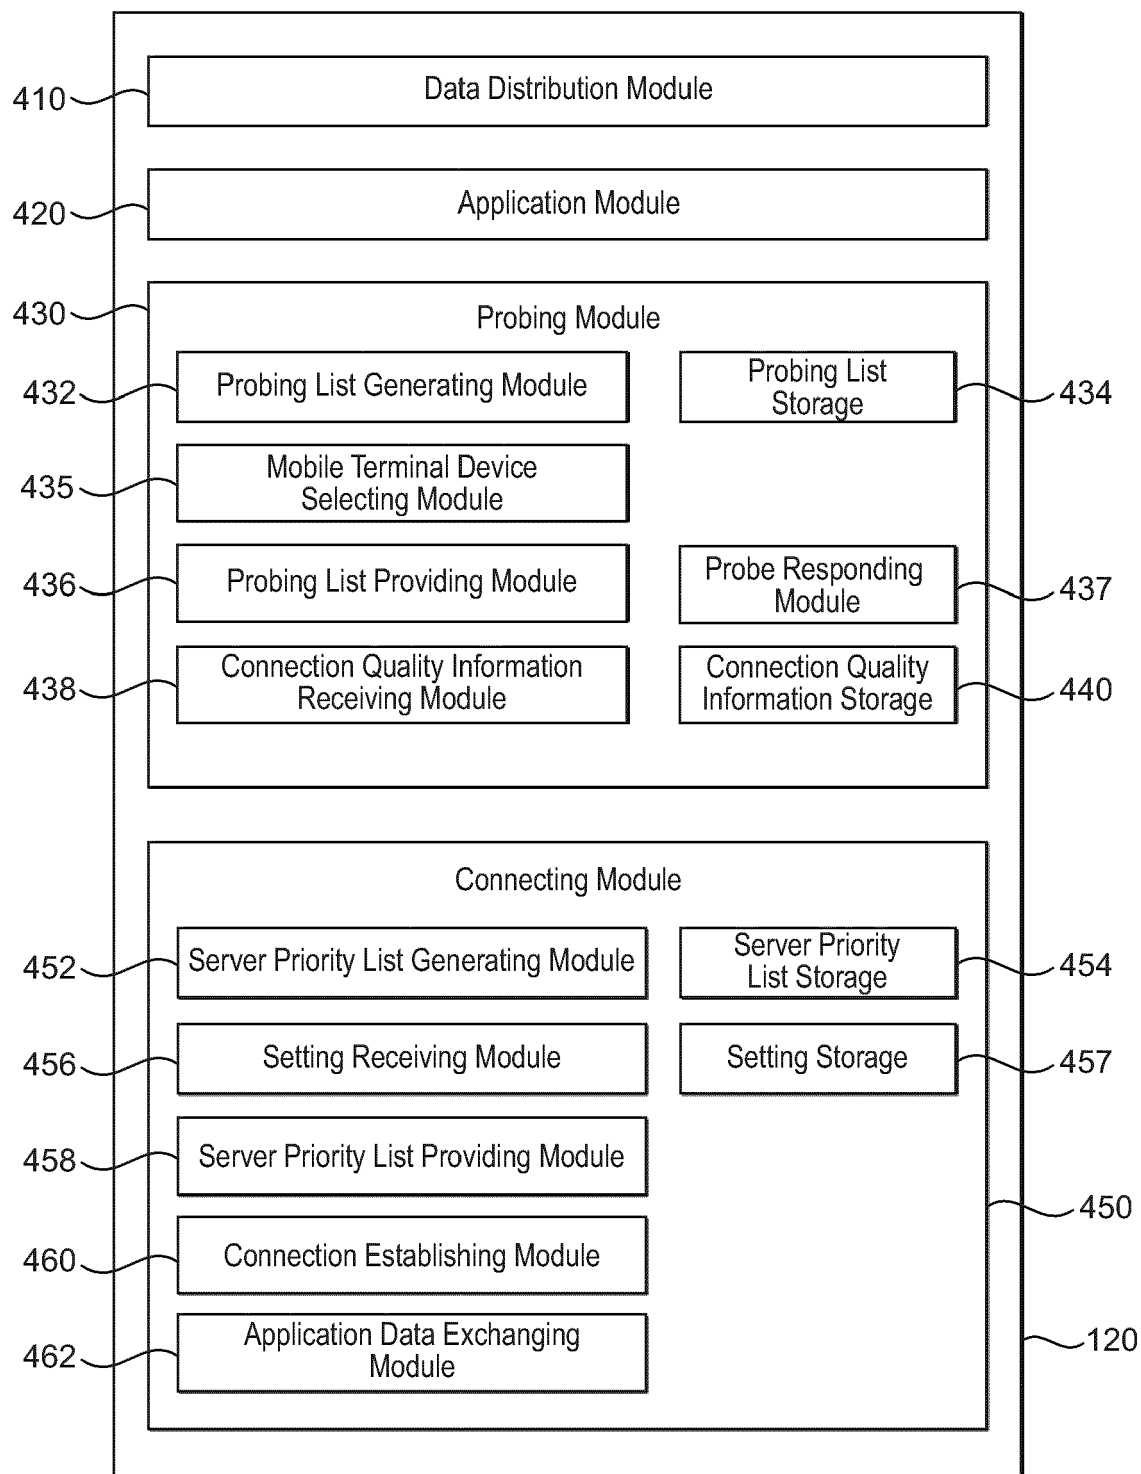 410
Data Distribution Module
420
Application Module
430
Probing Module
432
Probing List Generating Module
Probing List
Storage
434
435
Mobile Terminal Device
Selecting Module
436
Probing List Providing Module
Probe Responding
Module
437
438
Connection Quality Information
Receiving Module
Connection Quality
Information Storage
440
Connecting Module
452
Server Priority List Generating Module
Server Priority
List Storage
454
456
Setting Receiving Module
Setting Storage
457
458
Server Priority List Providing Module
450
460
Connection Establishing Module
462
Application Data Exchanging
Module
120